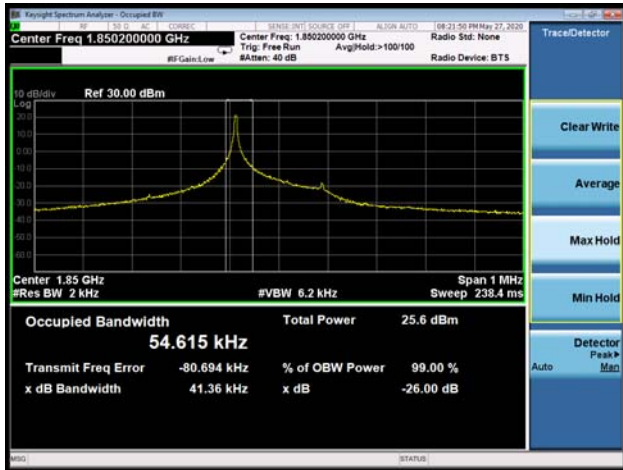 Keysight Spectrum Analyzer - Occupied BW
RF 50 Ω AC CORREC SENSE:INT SOURCE OFF ALIGN AUTO 08:21:50 PM May 27, 2020
Center Freq 1.850200000 GHz
Center Freq: 1.850200000 GHz
Radio Std: None
Trig: Free Run Avg|Hold:>100/100
#IFGain:Low
#Atten: 40 dB
Radio Device: BTS
10 dB/div Ref 30.00 dBm
Log
20.0
10.0
0.00
-10.0
-20.0
-30.0
-40.0
-50.0
-60.0
Center 1.85 GHz
Span 1 MHz
#Res BW 2 kHz
#VBW 6.2 kHz
Sweep 238.4 ms
Occupied Bandwidth
Total Power 25.6 dBm
54.615 kHz
Transmit Freq Error -80.694 kHz % of OBW Power 99.00 %
x dB Bandwidth 41.36 kHz x dB -26.00 dB
MSG
STATUS
Trace/Detector
Clear Write
Average
Max Hold
Min Hold
Detector
Peak▶
Auto Man